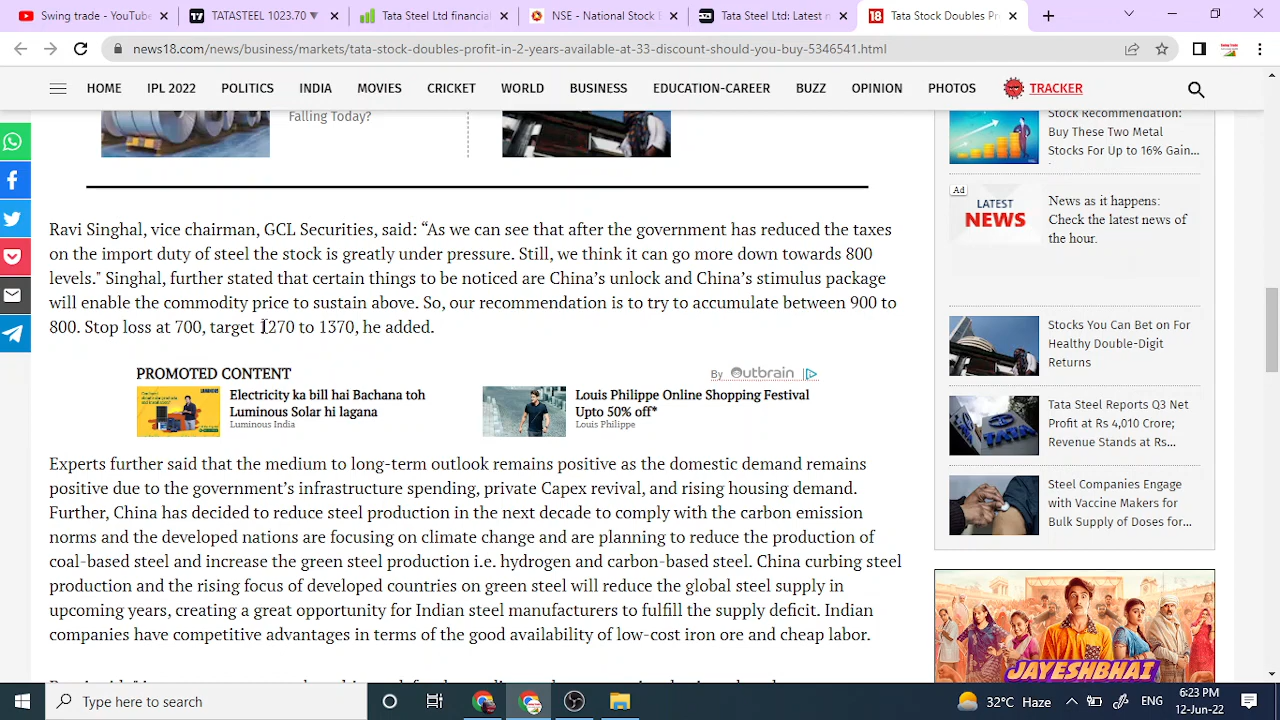 Swing trade - YouTube
TATASTEEL 1023.70 ▼
Tata Steel Ltd financial
NSE - National Stock E
Tata Steel Ltd: Latest n
18 Tata Stock Doubles Pr
news18.com/news/business/markets/tata-stock-doubles-profit-in-2-years-available-at-33-discount-should-you-buy-5346541.html
HOME IPL 2022 POLITICS INDIA MOVIES CRICKET WORLD BUSINESS EDUCATION-CAREER BUZZ OPINION PHOTOS TRACKER
Falling Today?
Ravi Singhal, vice chairman, GCL Securities, said: “As we can see that after the government has reduced the taxes
on the import duty of steel the stock is greatly under pressure. Still, we think it can go more down towards 800
levels." Singhal, further stated that certain things to be noticed are China’s unlock and China’s stimulus package
will enable the commodity price to sustain above. So, our recommendation is to try to accumulate between 900 to
800. Stop loss at 700, target 1270 to 1370, he added.
PROMOTED CONTENT
By Outbrain
Electricity ka bill hai Bachana toh
Luminous Solar hi lagana
Luminous India
Louis Philippe Online Shopping Festival
Upto 50% off*
Louis Philippe
Experts further said that the medium to long-term outlook remains positive as the domestic demand remains
positive due to the government’s infrastructure spending, private Capex revival, and rising housing demand.
Further, China has decided to reduce steel production in the next decade to comply with the carbon emission
norms and the developed nations are focusing on climate change and are planning to reduce the production of
coal-based steel and increase the green steel production i.e. hydrogen and carbon-based steel. China curbing steel
production and the rising focus of developed countries on green steel will reduce the global steel supply in
upcoming years, creating a great opportunity for Indian steel manufacturers to fulfill the supply deficit. Indian
companies have competitive advantages in terms of the good availability of low-cost iron ore and cheap labor.
Stock Recommendation:
Buy These Two Metal
Stocks For Up to 16% Gain...
Ad
LATEST
NEWS
News as it happens:
Check the latest news of
the hour.
Stocks You Can Bet on For
Healthy Double-Digit
Returns
TATA
Tata Steel Reports Q3 Net
Profit at Rs 4,010 Crore;
Revenue Stands at Rs...
Steel Companies Engage
with Vaccine Makers for
Bulk Supply of Doses for...
JAYESHBHAI
Type here to search
32°C Haze
ENG
6:23 PM
12-Jun-22